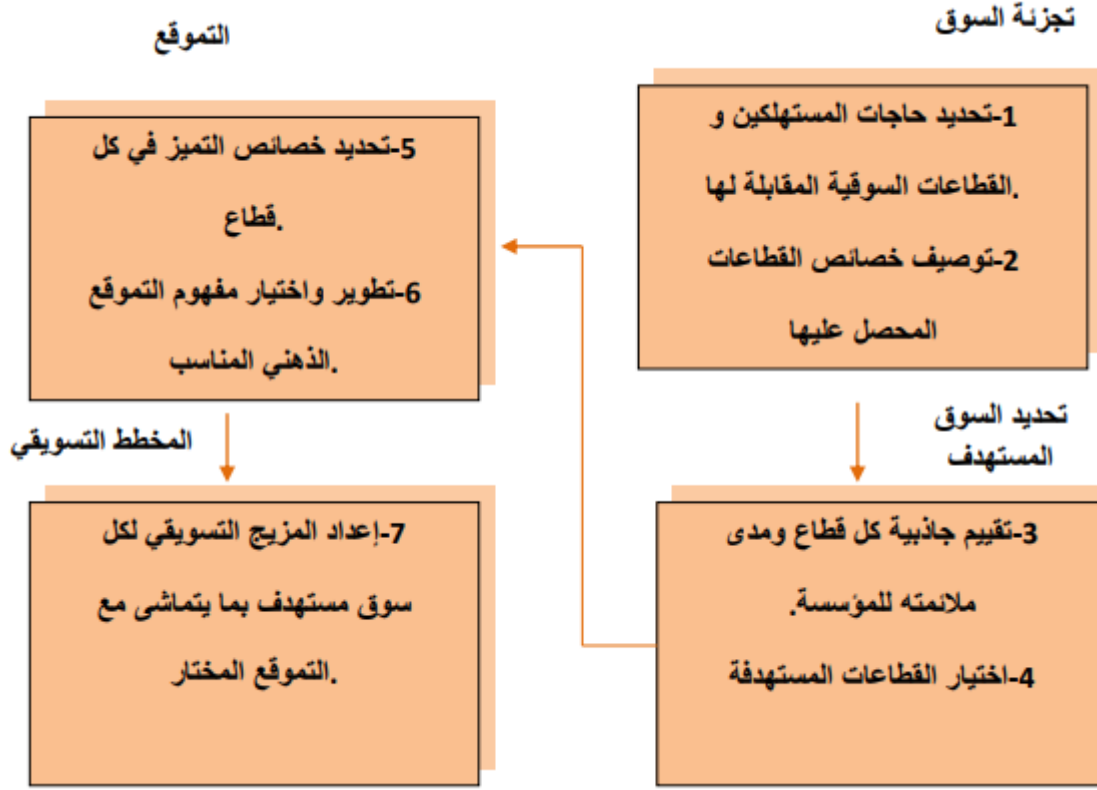 تجزئة السوق
1-تحديد حاجات المستهلكين و
القطاعات السوقية المقابلة لها.
2-توصيف خصائص القطاعات
المحصل عليها
تحديد السوق
المستهدف
3-تقييم جاذبية كل قطاع ومدى
ملائمته للمؤسسة.
4-اختيار القطاعات المستهدفة
التموقع
5-تحديد خصائص التميز في كل
قطاع.
6-تطوير واختيار مفهوم التموقع
الذهني المناسب.
المخطط التسويقي
7-إعداد المزيج التسويقي لكل
سوق مستهدف بما يتماشى مع
التموقع المختار.